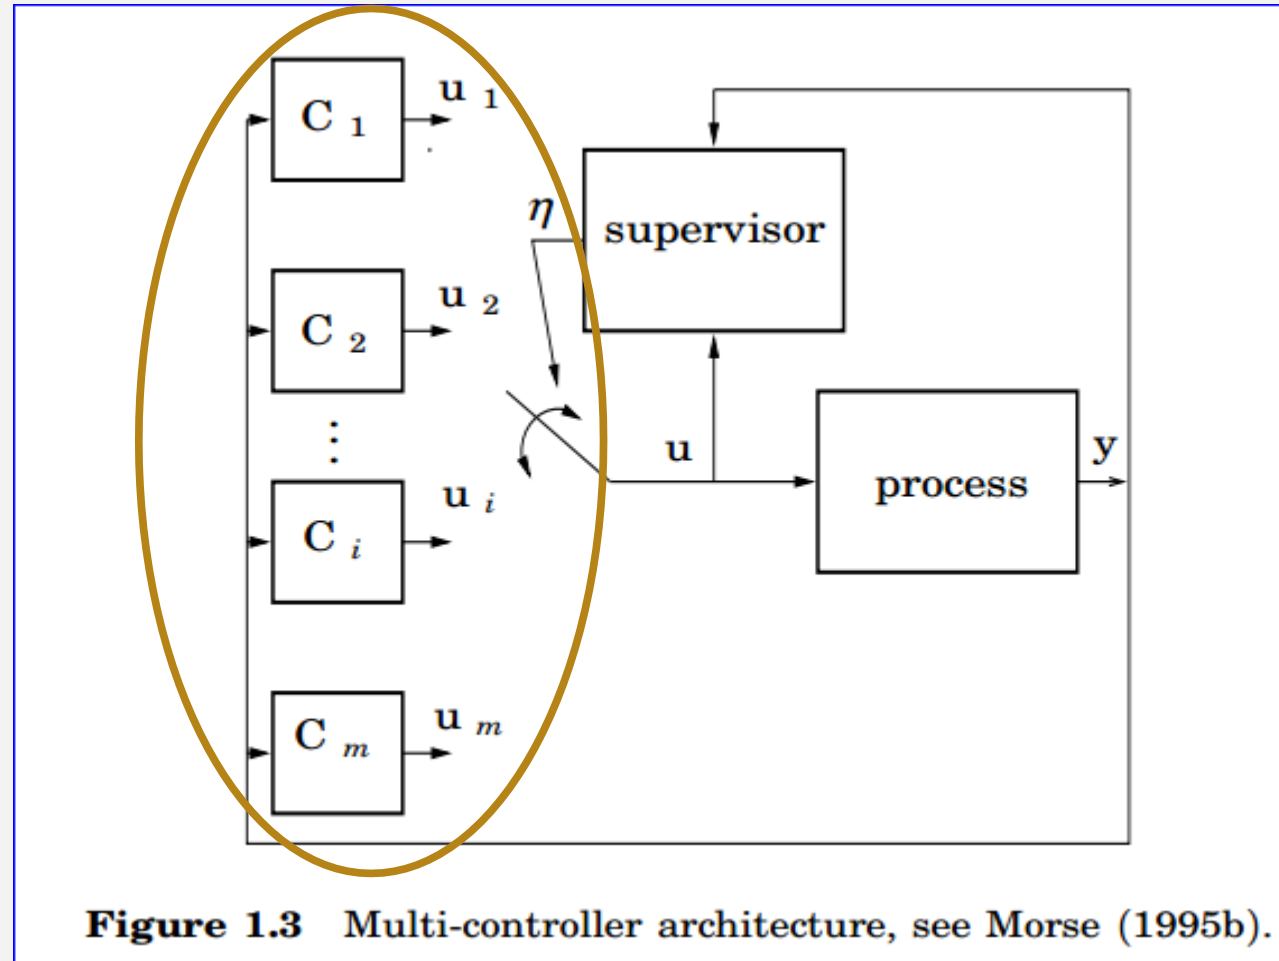 C 1
u 1
η
supervisor
C 2
u 2
⋮
C i
u i
u
process
y
C m
u m
Figure 1.3 Multi-controller architecture, see Morse (1995b).